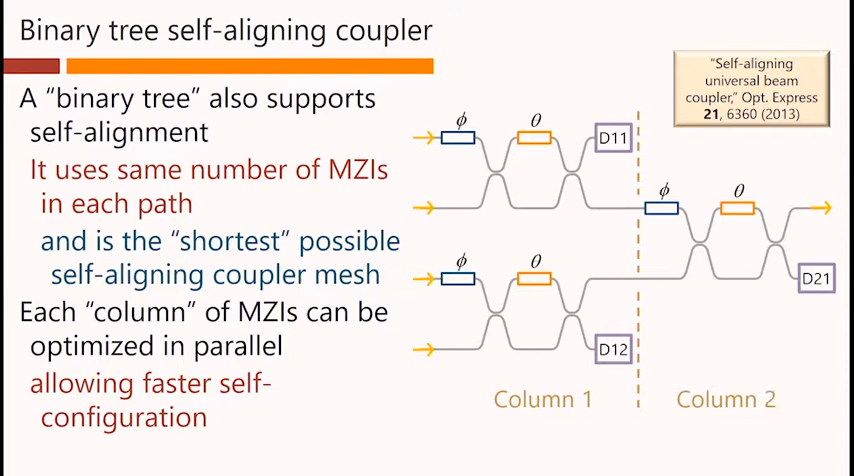 Binary tree self-aligning coupler
A “binary tree” also supports
self-alignment
It uses same number of MZIs
in each path
and is the “shortest” possible
self-aligning coupler mesh
Each “column” of MZIs can be
optimized in parallel
allowing faster self-
configuration
“Self-aligning
universal beam
coupler,” Opt. Express
21, 6360 (2013)
ϕ θ D11
ϕ θ
ϕ θ
D21
D12
Column 1 Column 2